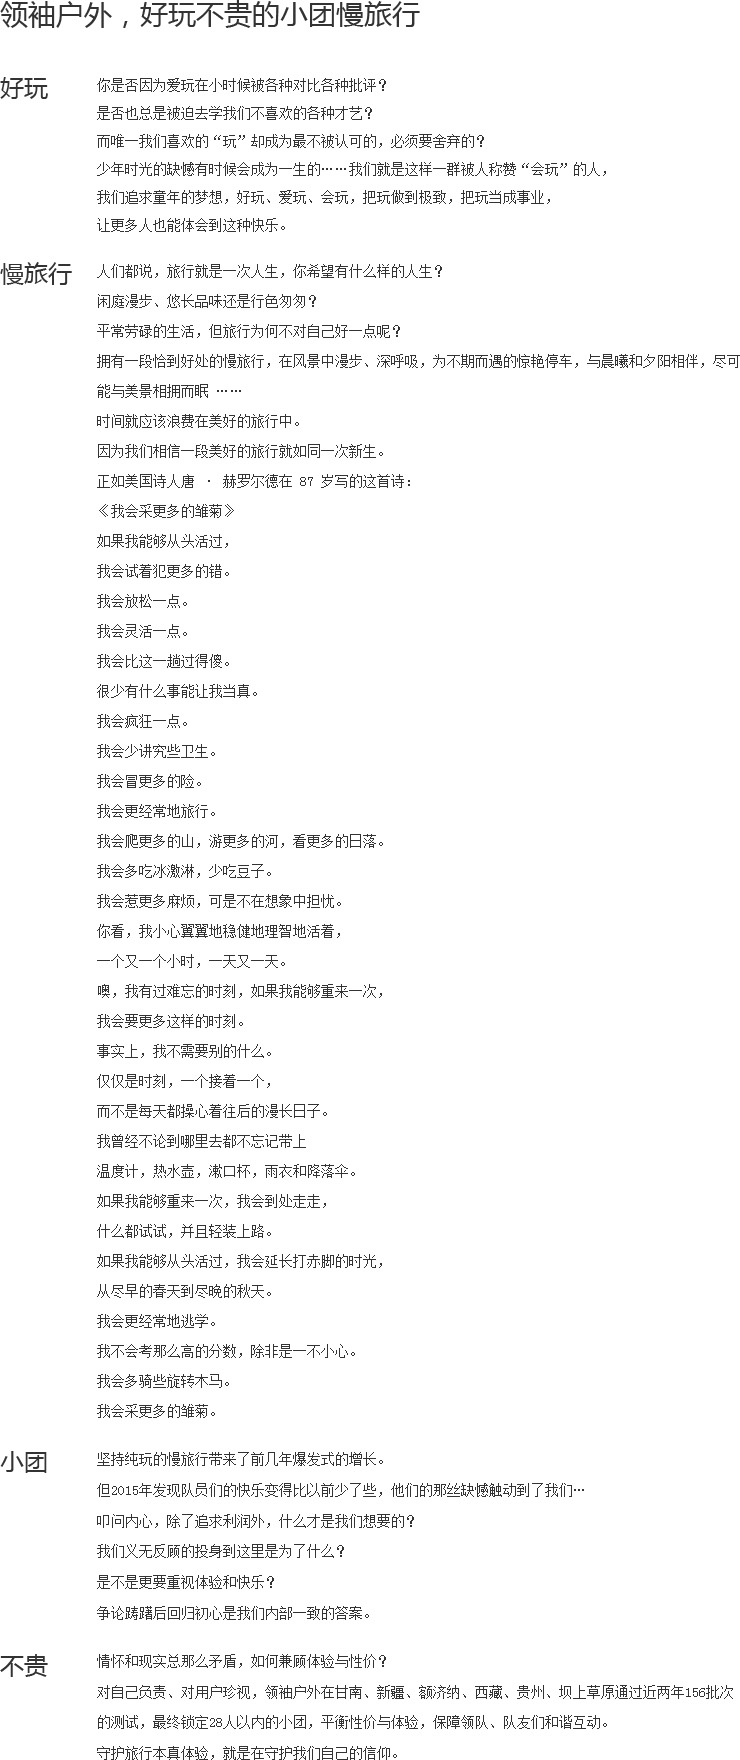 领袖户外，好玩不贵的小团慢旅行
好玩
你是否因为爱玩在小时候被各种对比各种批评？
是否也总是被迫去学我们不喜欢的各种才艺？
而唯一我们喜欢的“玩”却成为最不被认可的，必须要舍弃的？
少年时光的缺憾有时候会成为一生的……我们就是这样一群被人称赞“会玩”的人，
我们追求童年的梦想，好玩、爱玩、会玩，把玩做到极致，把玩当成事业，
让更多人也能体会到这种快乐。
慢旅行
人们都说，旅行就是一次人生，你希望有什么样的人生？
闲庭漫步、悠长品味还是行色匆匆？
平常劳碌的生活，但旅行为何不对自己好一点呢？
拥有一段恰到好处的慢旅行，在风景中漫步、深呼吸，为不期而遇的惊艳停车，与晨曦和夕阳相伴，尽可
能与美景相拥而眠 ……
时间就应该浪费在美好的旅行中。
因为我们相信一段美好的旅行就如同一次新生。
正如美国诗人唐 · 赫罗尔德在 87 岁写的这首诗：
《我会采更多的雏菊》
如果我能够从头活过，
我会试着犯更多的错。
我会放松一点。
我会灵活一点。
我会比这一趟过得傻。
很少有什么事能让我当真。
我会疯狂一点。
我会少讲究些卫生。
我会冒更多的险。
我会更经常地旅行。
我会爬更多的山，游更多的河，看更多的日落。
我会多吃冰激淋，少吃豆子。
我会惹更多麻烦，可是不在想象中担忧。
你看，我小心翼翼地稳健地理智地活着，
一个又一个小时，一天又一天。
噢，我有过难忘的时刻，如果我能够重来一次，
我会要更多这样的时刻。
事实上，我不需要别的什么。
仅仅是时刻，一个接着一个，
而不是每天都操心着往后的漫长日子。
我曾经不论到哪里去都不忘记带上
温度计，热水壶，漱口杯，雨衣和降落伞。
如果我能够重来一次，我会到处走走，
什么都试试，并且轻装上路。
如果我能够从头活过，我会延长打赤脚的时光，
从尽早的春天到尽晚的秋天。
我会更经常地逃学。
我不会考那么高的分数，除非是一不小心。
我会多骑些旋转木马。
我会采更多的雏菊。
小团
坚持纯玩的慢旅行带来了前几年爆发式的增长。
但2015年发现队员们的快乐变得比以前少了些，他们的那丝缺憾触动到了我们…
叩问内心，除了追求利润外，什么才是我们想要的？
我们义无反顾的投身到这里是为了什么？
是不是更要重视体验和快乐？
争论踌躇后回归初心是我们内部一致的答案。
不贵
情怀和现实总那么矛盾，如何兼顾体验与性价？
对自己负责、对用户珍视，领袖户外在甘南、新疆、额济纳、西藏、贵州、坝上草原通过近两年156批次
的测试，最终锁定28人以内的小团，平衡性价与体验，保障领队、队友们和谐互动。
守护旅行本真体验，就是在守护我们自己的信仰。